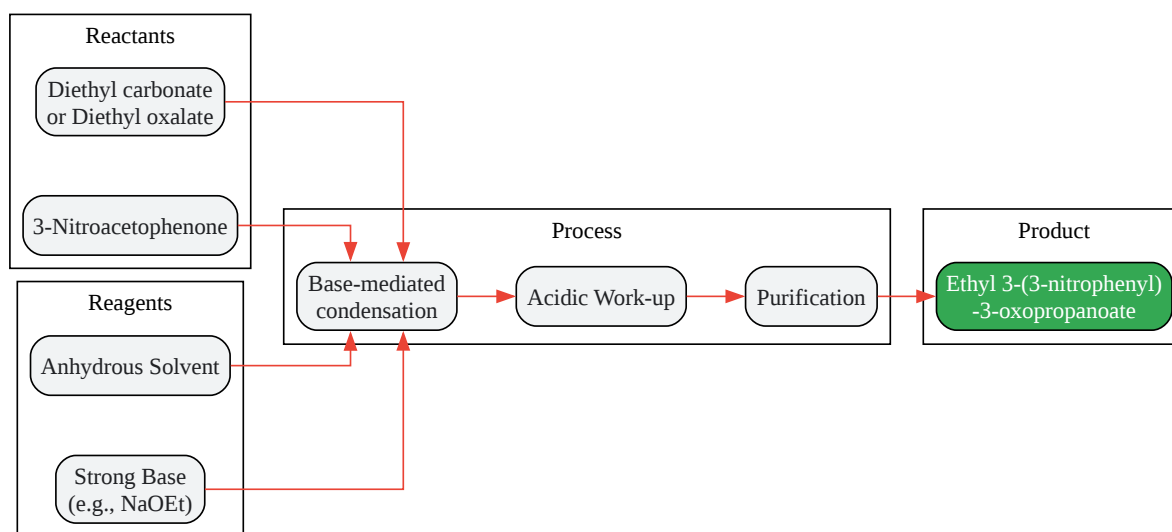 Reactants
Diethyl carbonate
or Diethyl oxalate
3-Nitroacetophenone
Reagents
Anhydrous Solvent
Strong Base
(e.g., NaOEt)
Process
Base-mediated
condensation
Acidic Work-up
Purification
Product
Ethyl 3-(3-nitrophenyl)
-3-oxopropanoate